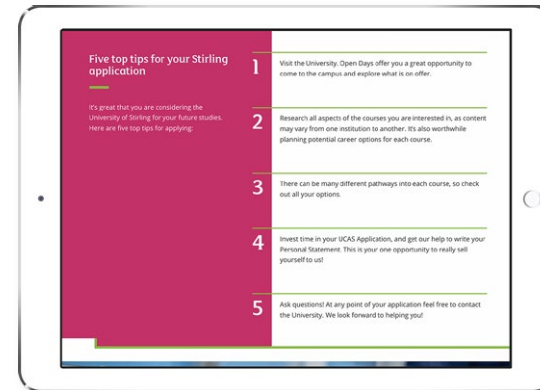 Five top tips for your Stirling
application
It's great that you are considering the
University of Stirling for your future studies.
Here are five top tips for applying:
1
Visit the University. Open Days offer you a great opportunity to
come to the campus and explore what is on offer.
2
Research all aspects of the courses you are interested in, as content
may vary from one institution to another. It's also worthwhile
planning potential career options for each course.
3
There can be many different pathways into each course, so check
out all your options.
4
Invest time in your UCAS Application, and get our help to write your
Personal Statement. This is your one opportunity to really sell
yourself to us!
5
Ask questions! At any point of your application feel free to contact
the University. We look forward to helping you!